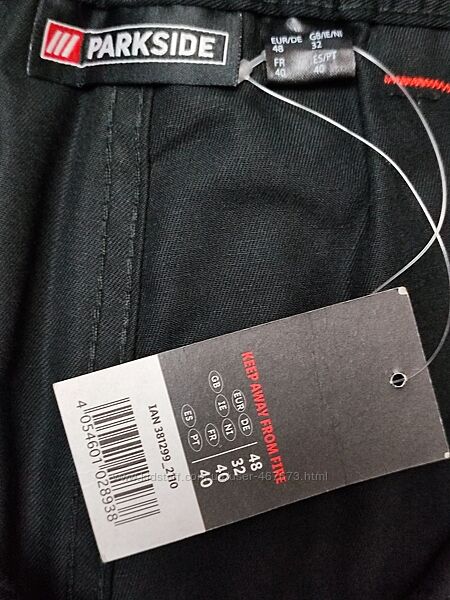 /// PARKSIDE
EUR/DE GB/IE/NI
48 32
FR ES/PT
40 40
KEEP AWAY FROM FIRE
EUR DE 48
GB IE NI 32
FR 40
ES PT 40
IAN 381299_2110
4 054601 028938